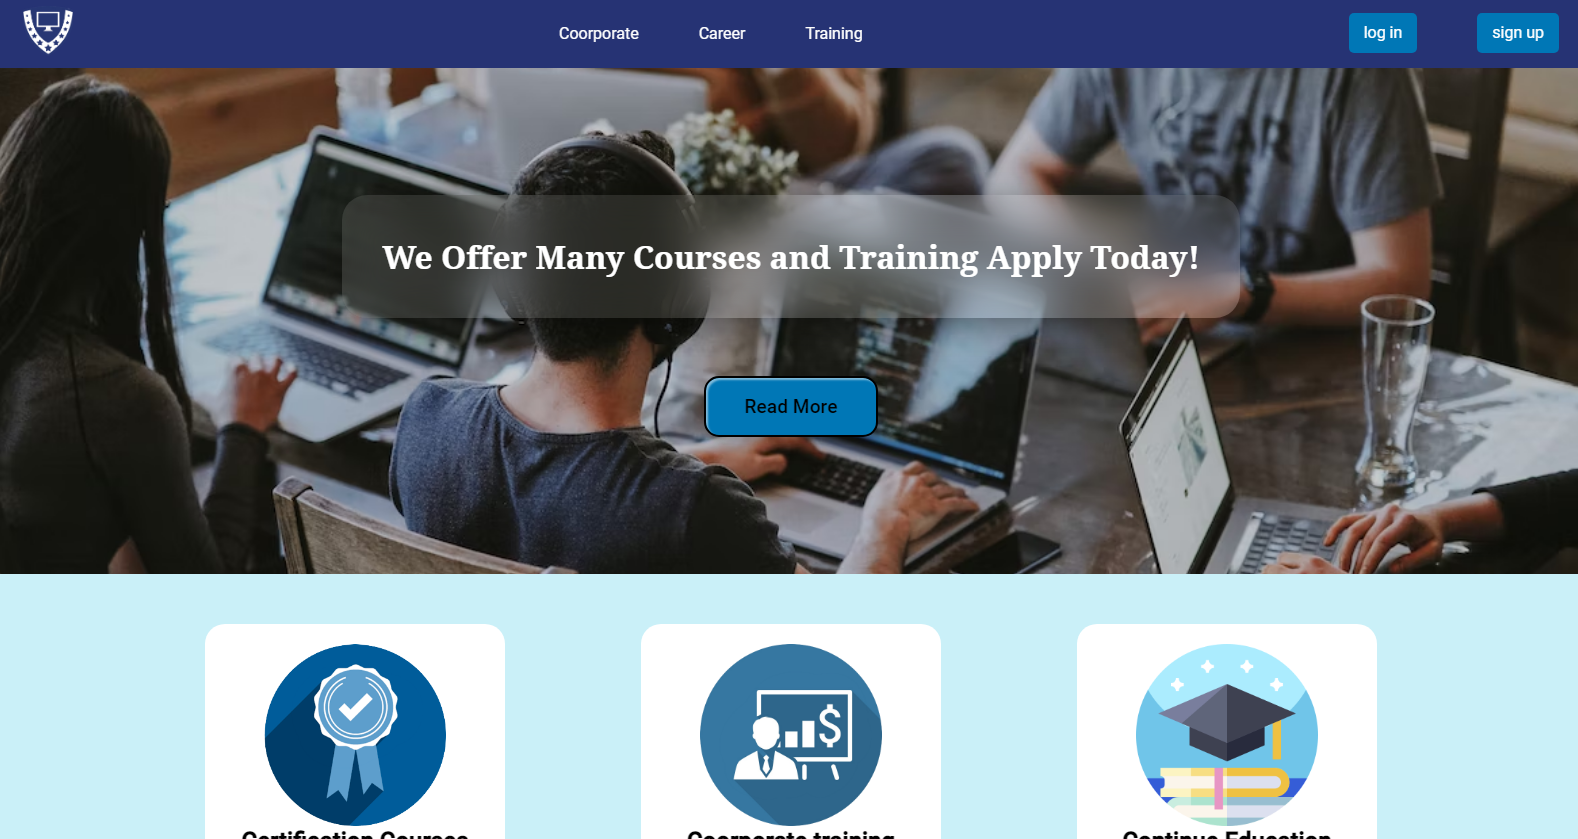 Coorporate
Career
Training
log in
sign up
We Offer Many Courses and Training Apply Today!
Read More
Certification Courses
Coorporate training
Continue Education